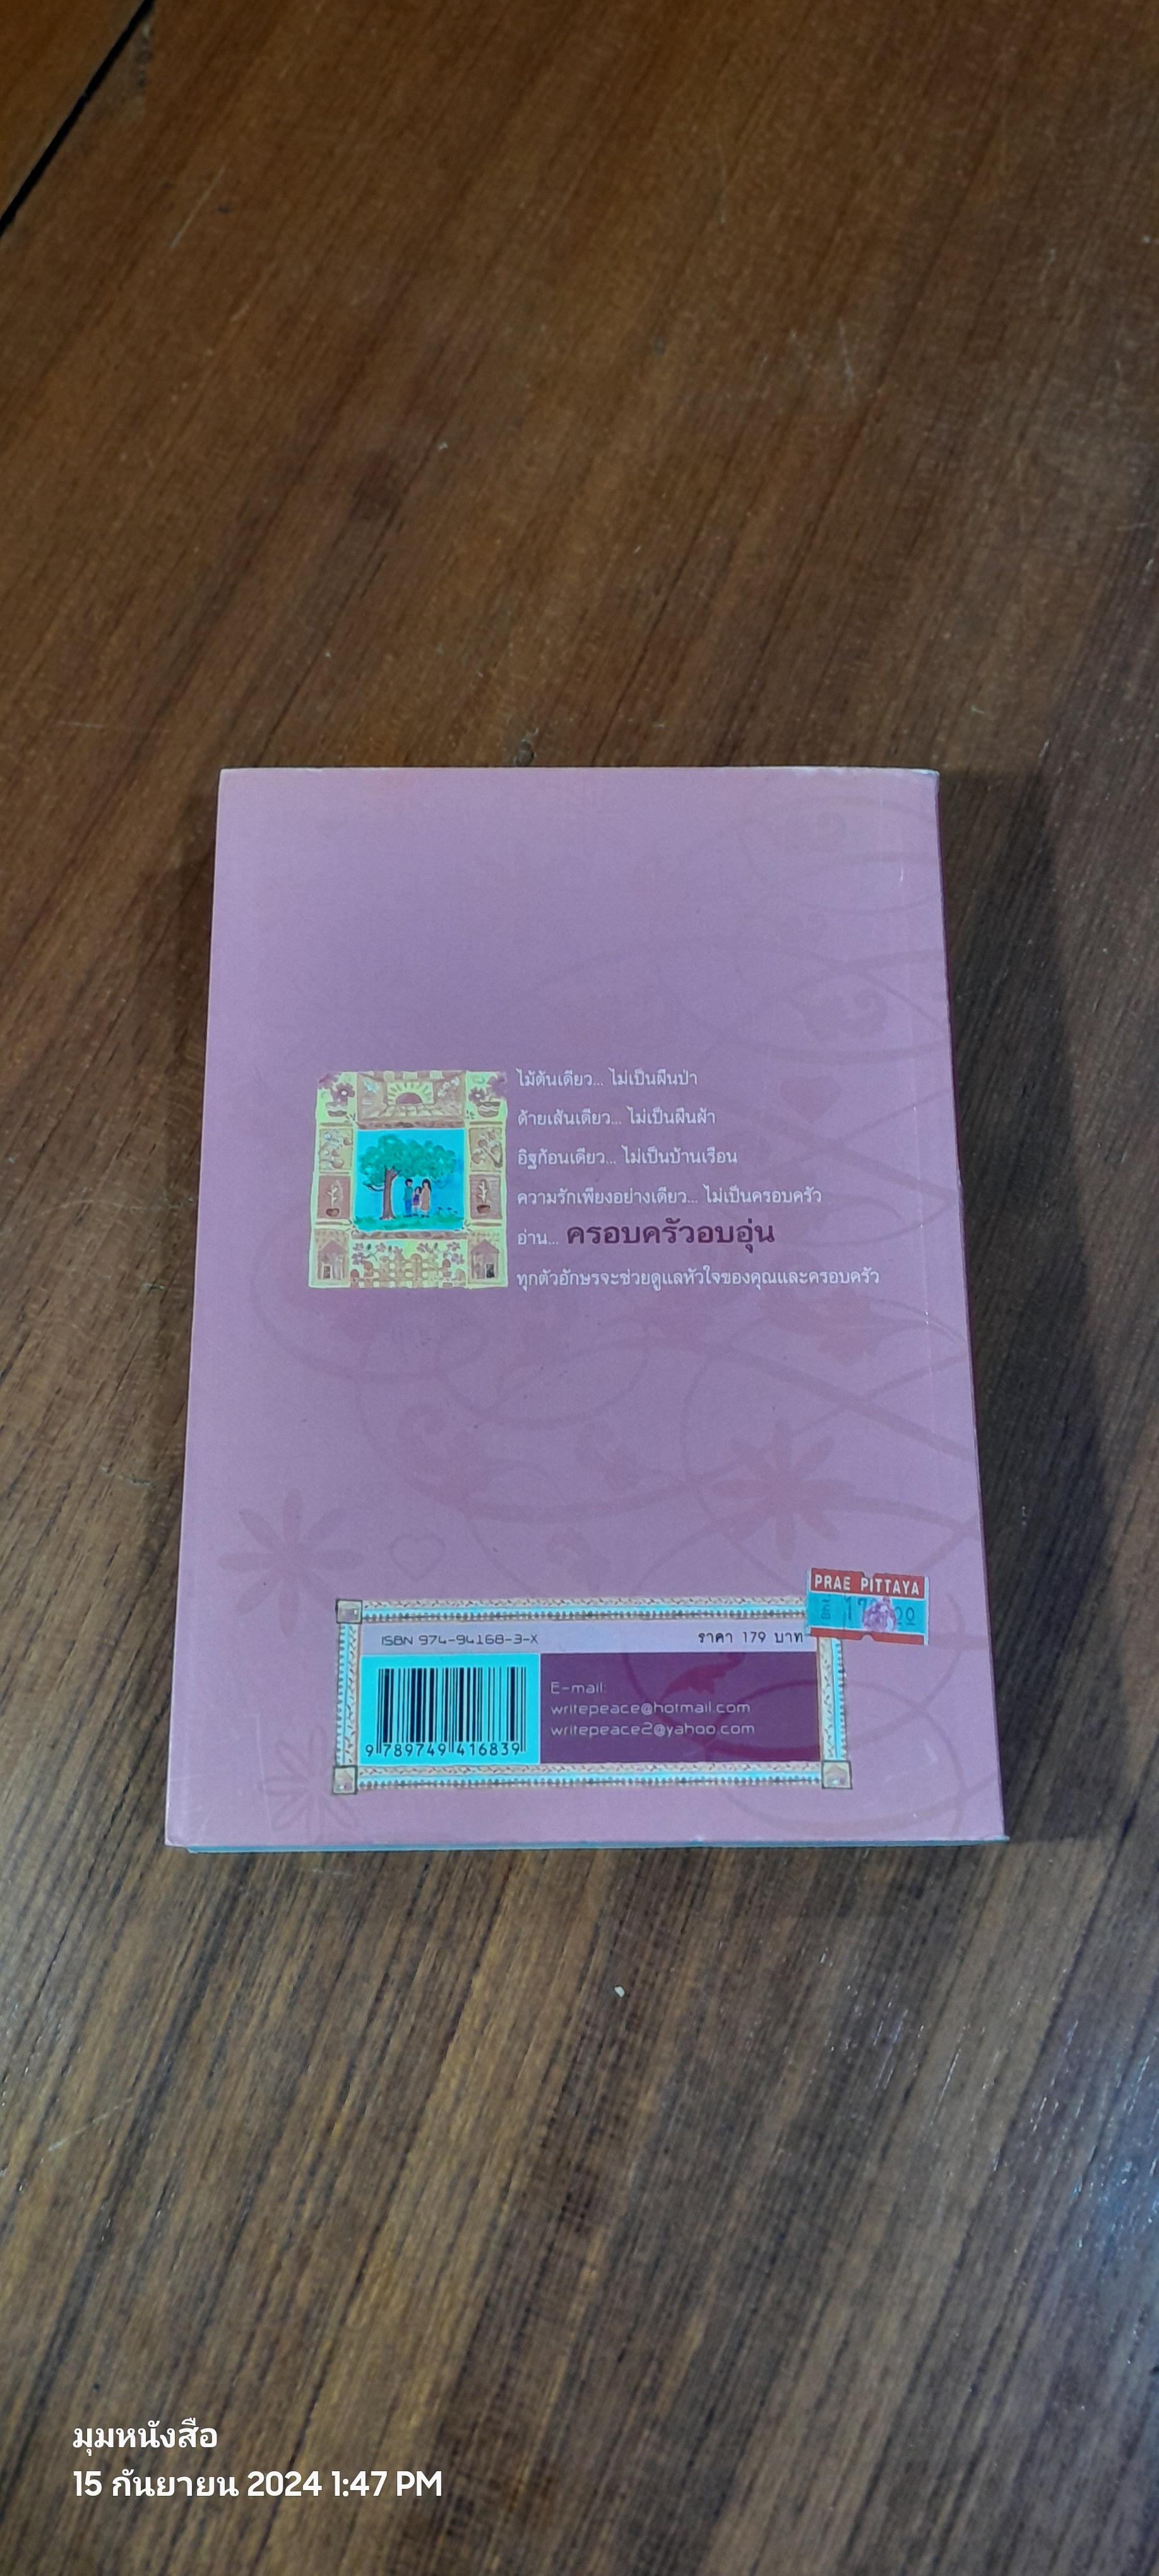 ไม้ต้นเดียว... ไม่เป็นผืนป่า
ด้ายเส้นเดียว... ไม่เป็นผืนผ้า
อิฐก้อนเดียว... ไม่เป็นบ้านเรือน
ความรักเพียงอย่างเดียว... ไม่เป็นครอบครัว
อ่าน... ครอบครัวอบอุ่น
ทุกตัวอักษรจะช่วยดูแลหัวใจของคุณและครอบครัว
PRAE PITTAYA
ISBN 974-94168-3-X ราคา 179 บาท
E-mail:
writepeace@hotmail.com
writepeace2@yahoo.com
9 789749 416839
มุมหนังสือ
15 กันยายน 2024 1:47 PM